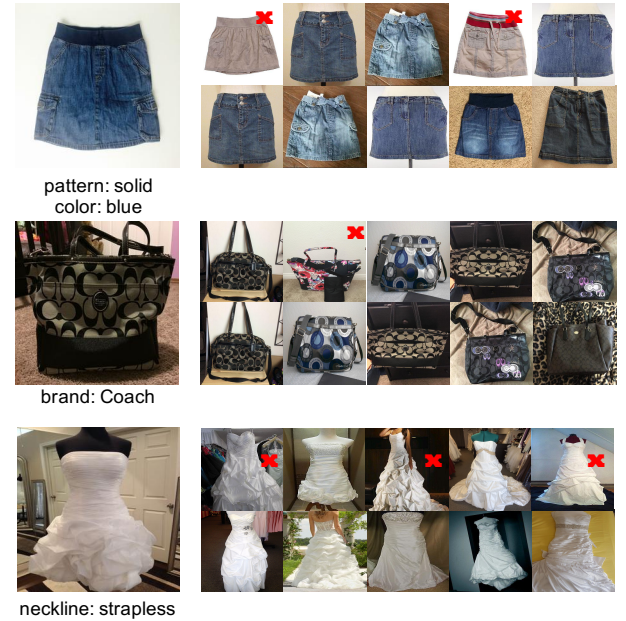 pattern: solid
color: blue
brand: Coach
neckline: strapless